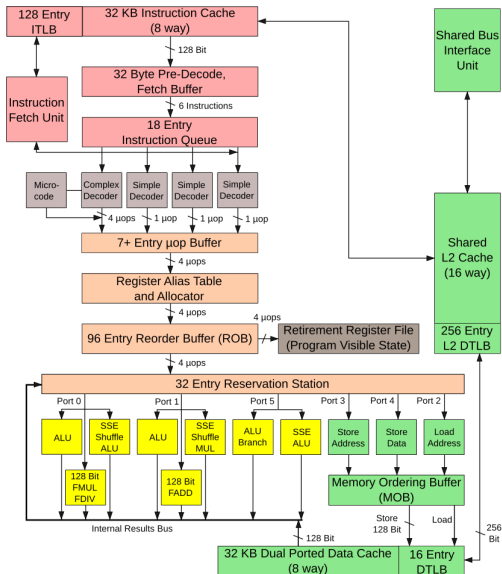 128 Entry
ITLB
32 KB Instruction Cache
(8 way)
128 Bit
32 Byte Pre-Decode,
Fetch Buffer
Instruction
Fetch Unit
6 Instructions
18 Entry
Instruction Queue
Micro-
code
Complex
Decoder
Simple
Decoder
Simple
Decoder
Simple
Decoder
4 µops
1 µop
1 µop
1 µop
7+ Entry µop Buffer
4 µops
Register Alias Table
and Allocator
4 µops
4 µops
96 Entry Reorder Buffer (ROB)
Retirement Register File
(Program Visible State)
4 µops
32 Entry Reservation Station
Port 0
Port 1
Port 5
Port 3
Port 4
Port 2
ALU
SSE
Shuffle
ALU
ALU
SSE
Shuffle
MUL
ALU
Branch
SSE
ALU
Store
Address
Store
Data
Load
Address
128 Bit
FMUL
FDIV
128 Bit
FADD
Memory Ordering Buffer
(MOB)
Internal Results Bus
Store
128 Bit
Load
128 Bit
256
Bit
32 KB Dual Ported Data Cache
(8 way)
16 Entry
DTLB
Shared Bus
Interface
Unit
Shared
L2 Cache
(16 way)
256 Entry
L2 DTLB